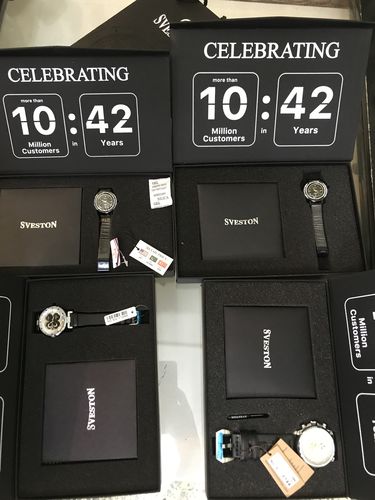 SVESTON
CELEBRATING
more than
10 : 42
Million
Customers
in
Years
CELEBRATING
more than
10 : 42
Million
Customers
in
Years
SVESTON
SVESTON
SVESTON
SVESTON
Million
Customers
in